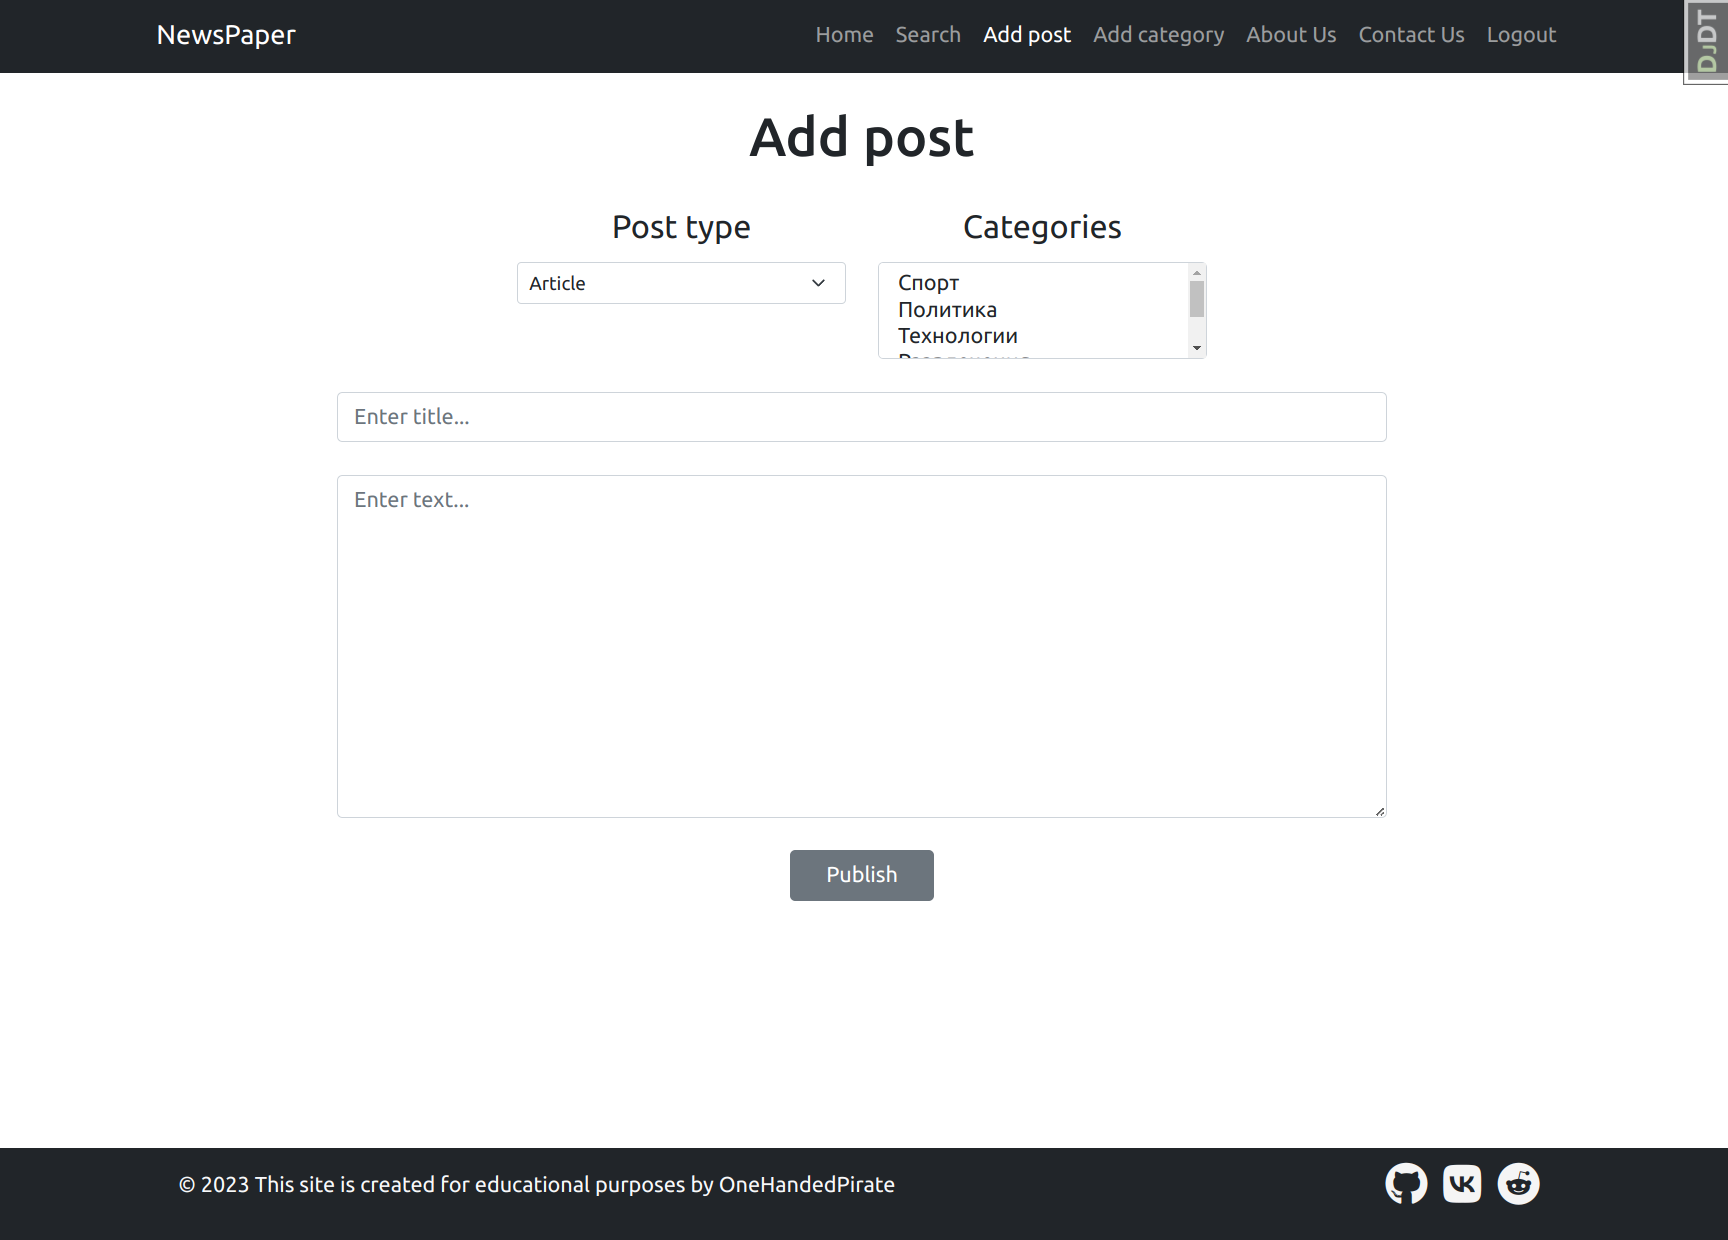 NewsPaper
Home Search Add post Add category About Us Contact Us Logout
DJDT
Add post
Post type
Categories
Article
Спорт
Политика
Технологии
Enter title...
Enter text...
Publish
© 2023 This site is created for educational purposes by OneHandedPirate